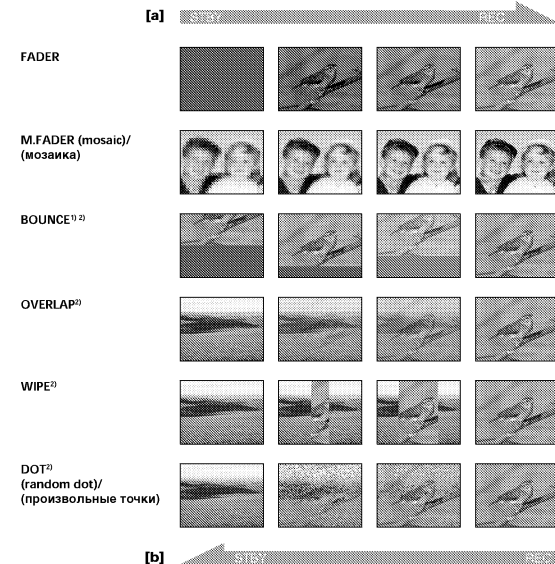 [a] STBY REC
FADER
M.FADER (mosaic)/
(мозаика)
BOUNCE1) 2)
OVERLAP2)
WIPE2)
DOT2)
(random dot)/
(произвольные точки)
[b] STBY REC